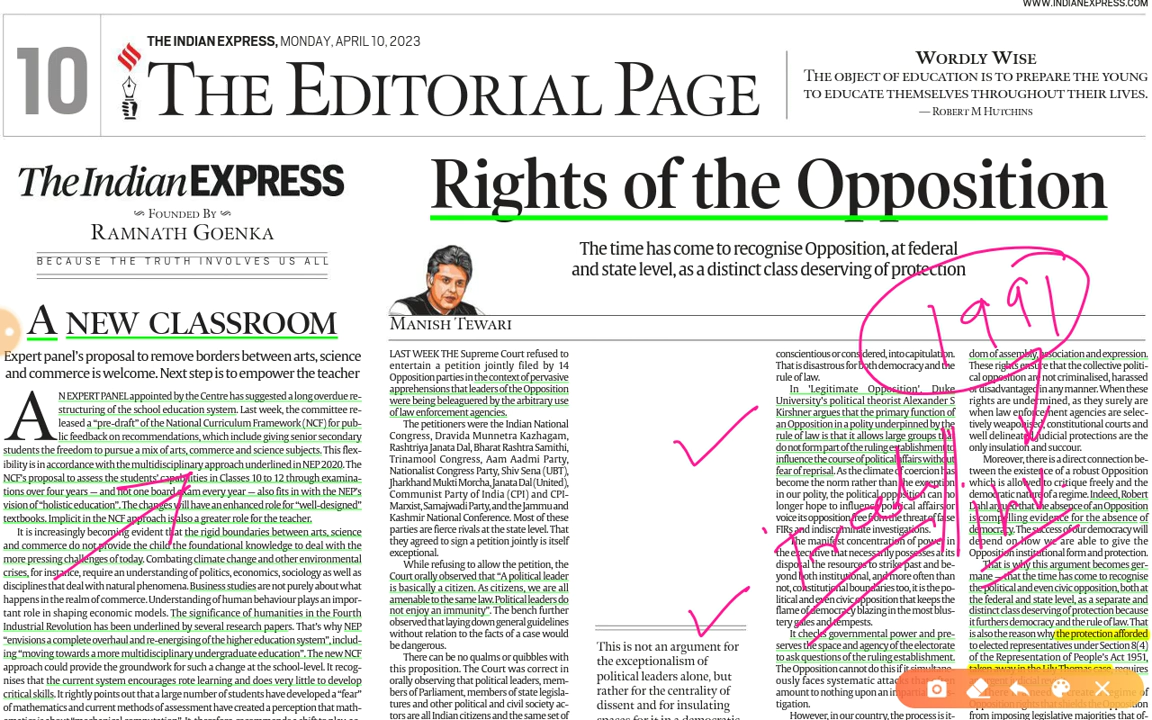 WWW.INDIANEXPRESS.COM
10
THE INDIAN EXPRESS, MONDAY, APRIL 10, 2023
THE EDITORIAL PAGE
WORDLY WISE
THE OBJECT OF EDUCATION IS TO PREPARE THE YOUNG
TO EDUCATE THEMSELVES THROUGHOUT THEIR LIVES.
— ROBERT M HUTCHINS
The Indian EXPRESS
FOUNDED BY
RAMNATH GOENKA
BECAUSE THE TRUTH INVOLVES US ALL
A NEW CLASSROOM
Expert panel's proposal to remove borders between arts, science
and commerce is welcome. Next step is to empower the teacher
AN EXPERT PANEL appointed by the Centre has suggested a long overdue re-
structuring of the school education system. Last week, the committee re-
leased a "pre-draft" of the National Curriculum Framework (NCF) for pub-
lic feedback on recommendations, which include giving senior secondary
students the freedom to pursue a mix of arts, commerce and science subjects. This flex-
ibility is in accordance with the multidisciplinary approach underlined in NEP 2020. The
NCF's proposal to assess the students' capabilities in Classes 10 to 12 through examina-
tions over four years — and not one board exam every year — also fits in with the NEP's
vision of "holistic education". The changes will have an enhanced role for "well-designed"
textbooks. Implicit in the NCF approach is also a greater role for the teacher.
It is increasingly becoming evident that the rigid boundaries between arts, science
and commerce do not provide the child the foundational knowledge to deal with the
more pressing challenges of today. Combating climate change and other environmental
crises, for instance, require an understanding of politics, economics, sociology as well as
disciplines that deal with natural phenomena. Business studies are not purely about what
happens in the realm of commerce. Understanding of human behaviour plays an impor-
tant role in shaping economic models. The significance of humanities in the Fourth
Industrial Revolution has been underlined by several research papers. That's why NEP
"envisions a complete overhaul and re-energising of the higher education system", includ-
ing "moving towards a more multidisciplinary undergraduate education". The new NCF
approach could provide the groundwork for such a change at the school-level. It recog-
nises that the current system encourages rote learning and does very little to develop
critical skills. It rightly points out that a large number of students have developed a "fear"
of mathematics and current methods of assessment have created a perception that math-
Rights of the Opposition
The time has come to recognise Opposition, at federal
and state level, as a distinct class deserving of protection
MANISH TEWARI
LAST WEEK THE Supreme Court refused to
entertain a petition jointly filed by 14
Opposition parties in the context of pervasive
apprehensions that leaders of the Opposition
were being beleaguered by the arbitrary use
of law enforcement agencies.
The petitioners were the Indian National
Congress, Dravida Munnetra Kazhagam,
Rashtriya Janata Dal, Bharat Rashtra Samithi,
Trinamool Congress, Aam Aadmi Party,
Nationalist Congress Party, Shiv Sena (UBT),
Jharkhand Mukti Morcha, Janata Dal (United),
Communist Party of India (CPI) and CPI-
Marxist, Samajwadi Party, and the Jammu and
Kashmir National Conference. Most of these
parties are fierce rivals at the state level. That
they agreed to sign a petition jointly is itself
exceptional.
While refusing to allow the petition, the
Court orally observed that "A political leader
is basically a citizen. As citizens, we are all
amenable to the same law. Political leaders do
not enjoy an immunity". The bench further
observed that laying down general guidelines
without relation to the facts of a case would
be dangerous.
There can be no qualms or quibbles with
this proposition. The Court was correct in
orally observing that political leaders, mem-
bers of Parliament, members of state legisla-
tures and other political and civil society ac-
tors are all Indian citizens and the same set of
This is not an argument for
the exceptionalism of
political leaders alone, but
rather for the centrality of
dissent and for insulating
conscientious or considered, into capitulation.
That is disastrous for both democracy and the
rule of law.
In 'Legitimate Opposition', Duke
University's political theorist Alexander S
Kirshner argues that the primary function of
an Opposition in a polity underpinned by the
rule of law is that it allows large groups that
do not form part of the ruling establishment to
influence the course of political affairs without
fear of reprisal. As the climate of coercion has
become the norm rather than the exception
in our polity, the political opposition can no
longer hope to influence political affairs or
voice its opposition free from the threat of false
FIRs and indiscriminate investigations.
The manifest concentration of power in
the executive that necessarily possesses at its
disposal the resources to strike past and be-
yond both institutional, and more often than
not, constitutional boundaries too, it is the po-
litical and even civic opposition that keeps the
flame of democracy blazing in the most blus-
tery gales and tempests.
It checks governmental power and pre-
serves the space and agency of the electorate
to ask questions of the ruling establishment.
The Opposition cannot do this if it simultane-
ously faces systematic attacks
amount to nothing upon an
However, in our country, the process is it-
dom of assembly, association and expression.
These rights ensure that the collective politi-
cal opposition are not criminalised, harassed
or disadvantaged in any manner. When these
rights are undermined, as they surely are
when law enforcement agencies are selec-
tively weaponised, constitutional courts and
well delineated judicial protections are the
only insulation and succour.
Moreover, there is a direct connection be-
tween the existence of a robust Opposition
which is allowed to critique freely and the
democratic nature of a regime. Indeed, Robert
Dahl argued that the absence of an Opposition
is compelling evidence for the absence of
democracy. The success of our democracy will
depend on how we are able to give the
Opposition institutional form and protection.
That is why this argument becomes ger-
mane — that the time has come to recognise
the political and even civic opposition, both at
the federal and state level, as a separate and
distinct class deserving of protection because
it furthers democracy and the rule of law. That
is also the reason why the protection afforded
to elected representatives under Section 8(4)
of the Representation of People's Act 1951,
taken away in the Lily Thomas case, requires
from imposing legislative majorities that of-
1991